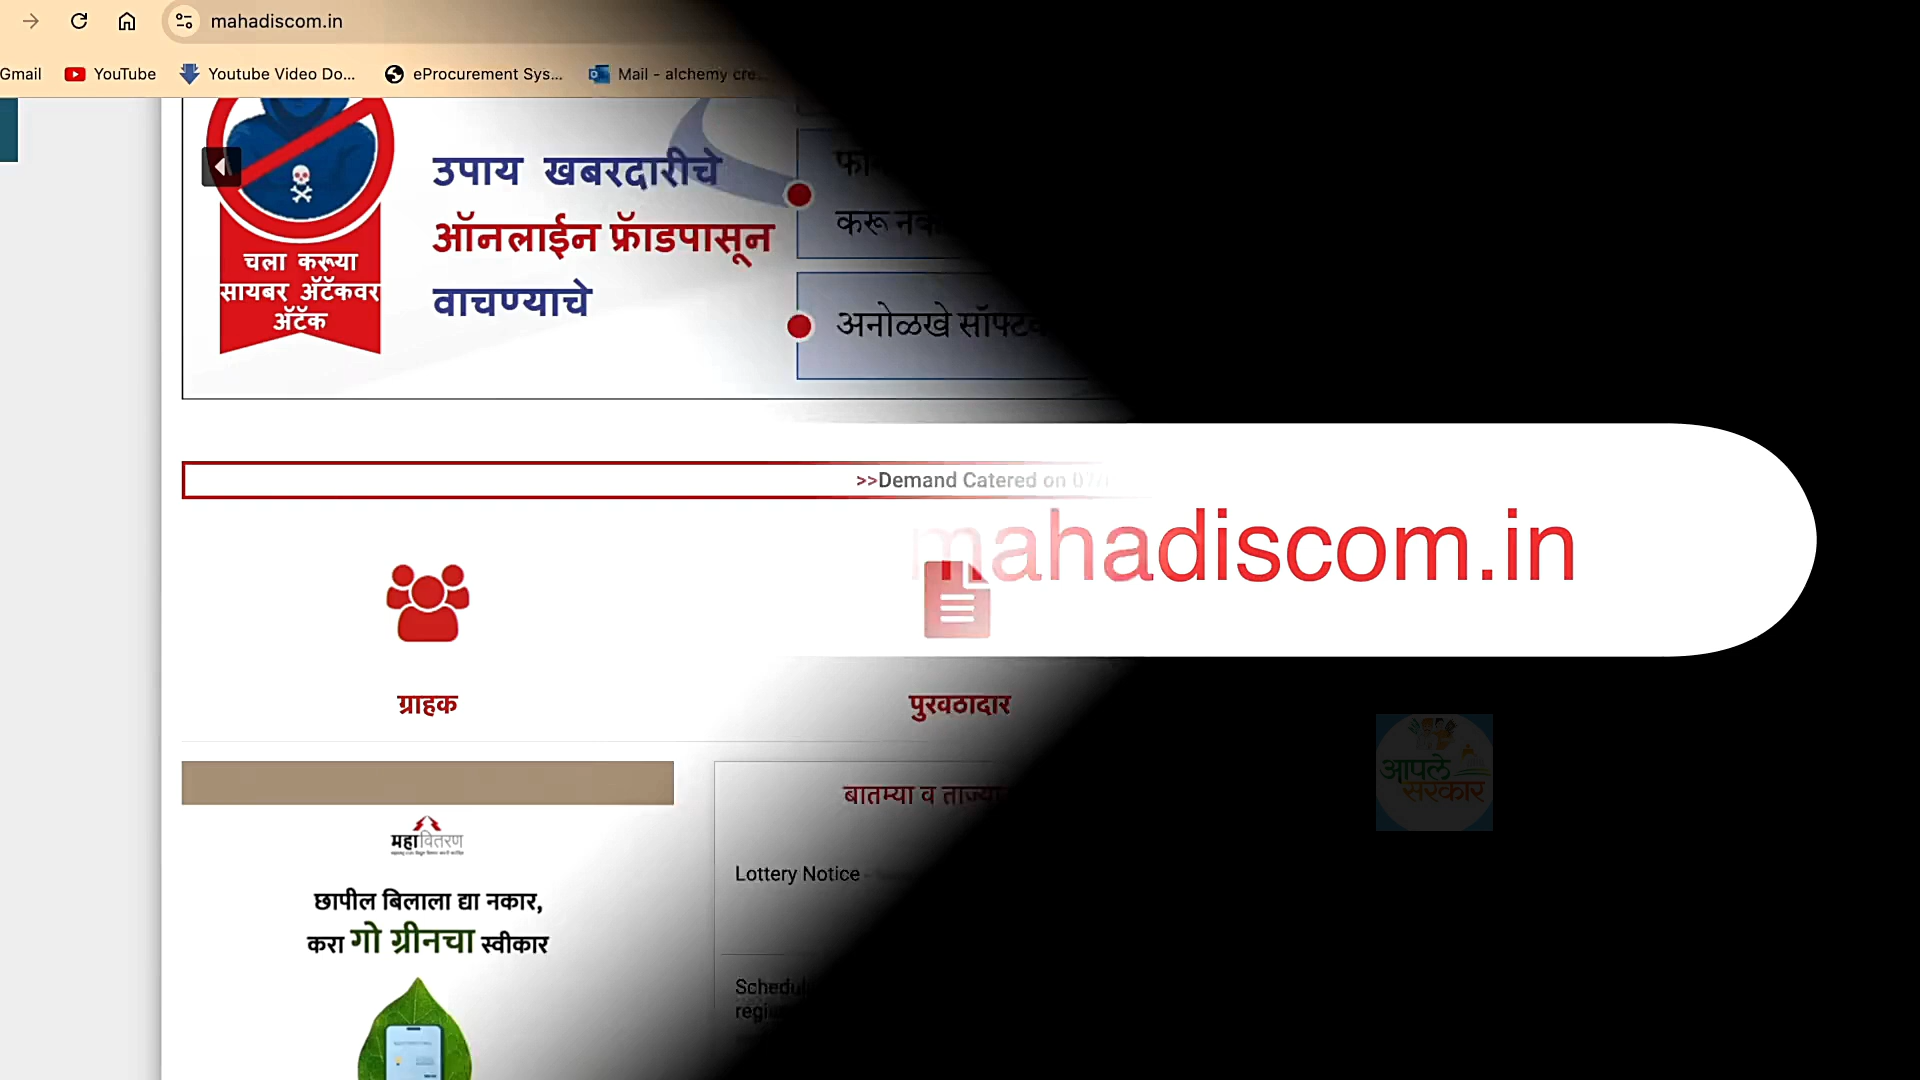 mahadiscom.in
Gmail YouTube Youtube Video Do... eProcurement Sys... Mail - alchemy cre...
चला करूया
सायबर अ‍ॅटॅकवर
अ‍ॅटॅक
उपाय खबरदारीचे
ऑनलाईन फ्रॉडपासून
वाचण्याचे
करू
अनोळखे
>>Demand Catered on
mahadiscom.in
ग्राहक
पुरवठादार
महावितरण
छापील बिलाला द्या नकार,
करा गो ग्रीनचा स्वीकार
बातम्या व
Lottery Notice
आपले
सरकार